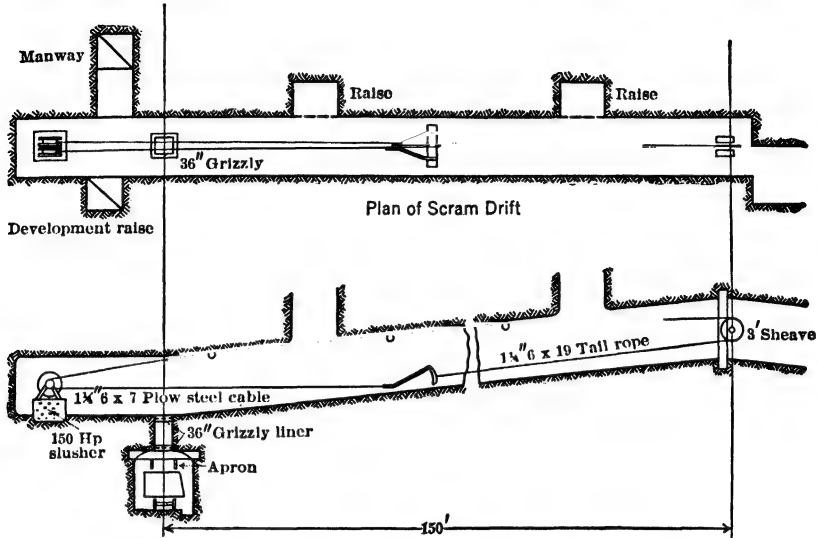 Manway
Raise
Raise
36" Grizzly
Development raise
Plan of Scram Drift
3' Sheave
1¼" 6 x 19 Tail rope
1¼" 6 x 7 Plow steel cable
150 Hp
slusher
36" Grizzly liner
Apron
150'